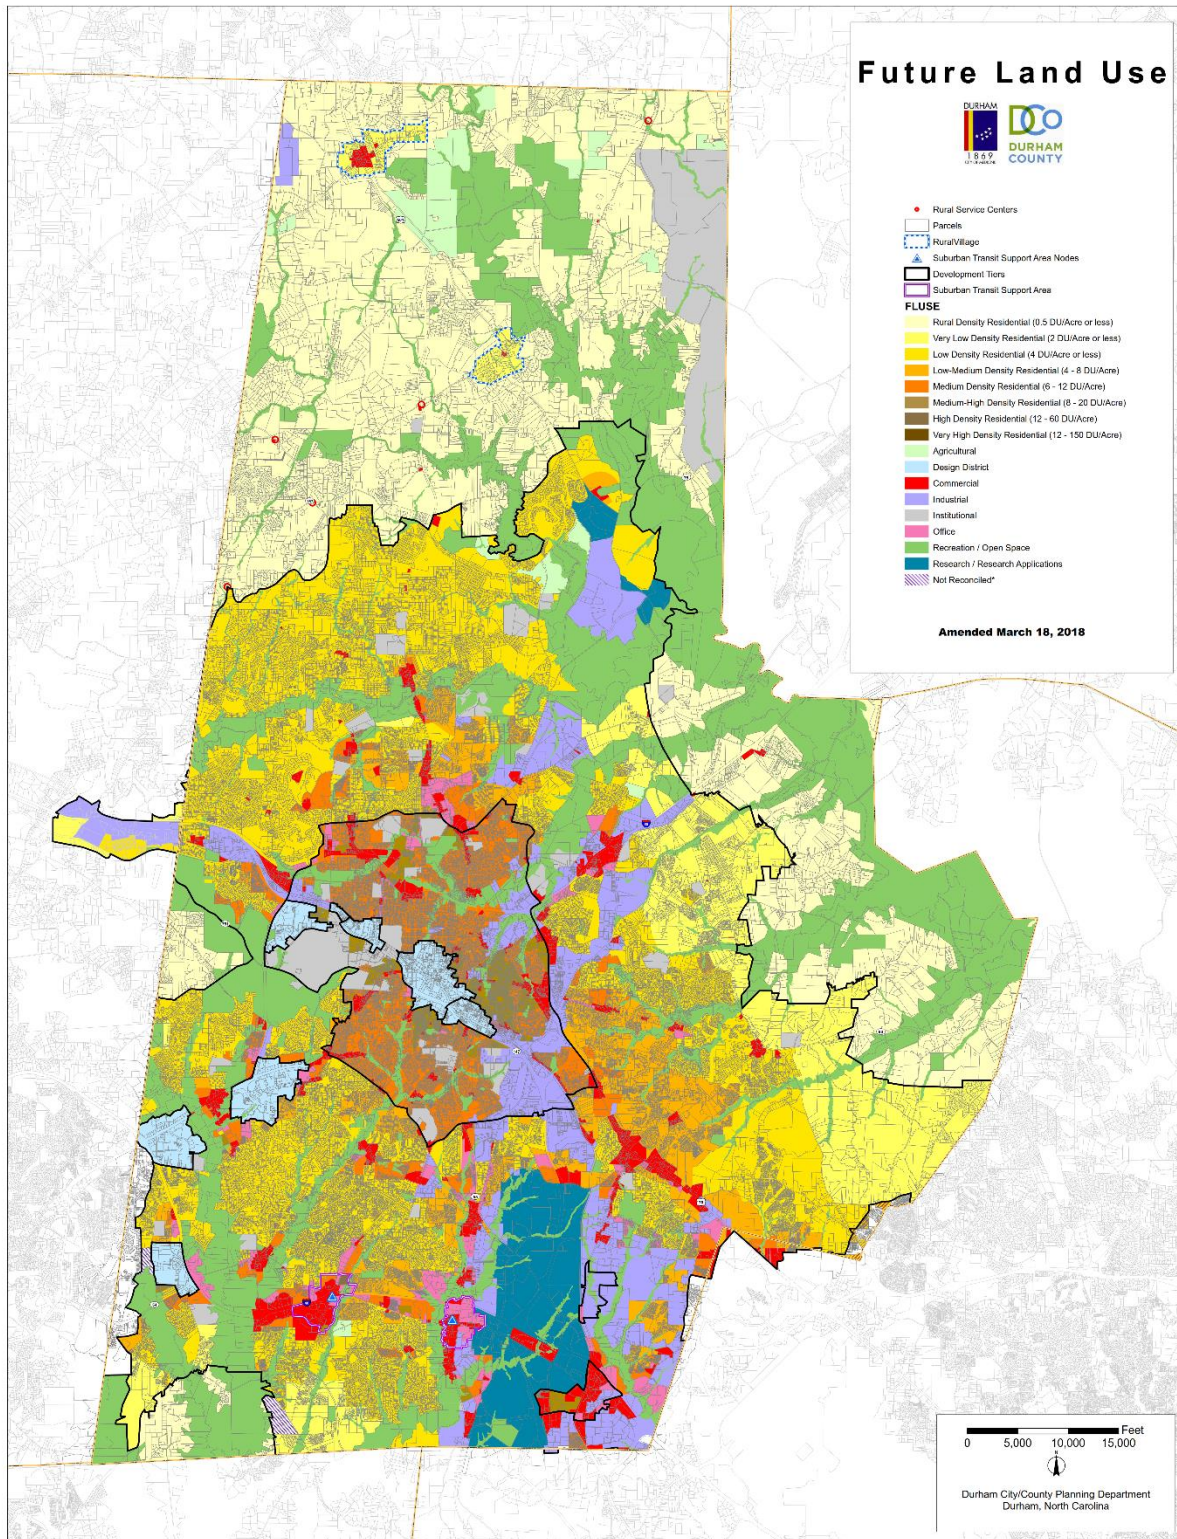 Future Land Use
DURHAM
1869
CITY OF MEDICINE
DCo
DURHAM
COUNTY
Rural Service Centers
Parcels
RuralVillage
Suburban Transit Support Area Nodes
Development Tiers
Suburban Transit Support Area
FLUSE
Rural Density Residential (0.5 DU/Acre or less)
Very Low Density Residential (2 DU/Acre or less)
Low Density Residential (4 DU/Acre or less)
Low-Medium Density Residential (4 - 8 DU/Acre)
Medium Density Residential (6 - 12 DU/Acre)
Medium-High Density Residential (8 - 20 DU/Acre)
High Density Residential (12 - 60 DU/Acre)
Very High Density Residential (12 - 150 DU/Acre)
Agricultural
Design District
Commercial
Industrial
Institutional
Office
Recreation / Open Space
Research / Research Applications
Not Reconciled*
Amended March 18, 2018
Feet
0 5,000 10,000 15,000
N
Durham City/County Planning Department
Durham, North Carolina